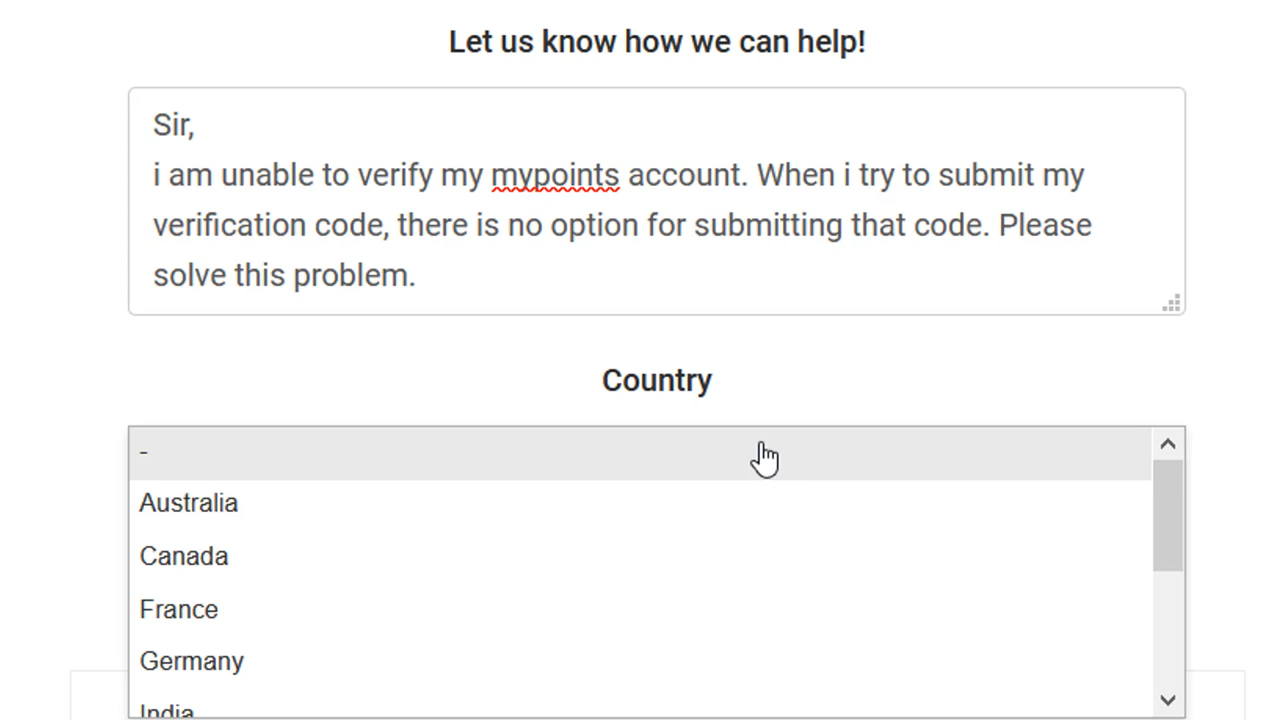 Let us know how we can help!
Sir,
i am unable to verify my mypoints account. When i try to submit my
verification code, there is no option for submitting that code. Please
solve this problem.
Country
-
Australia
Canada
France
Germany
India